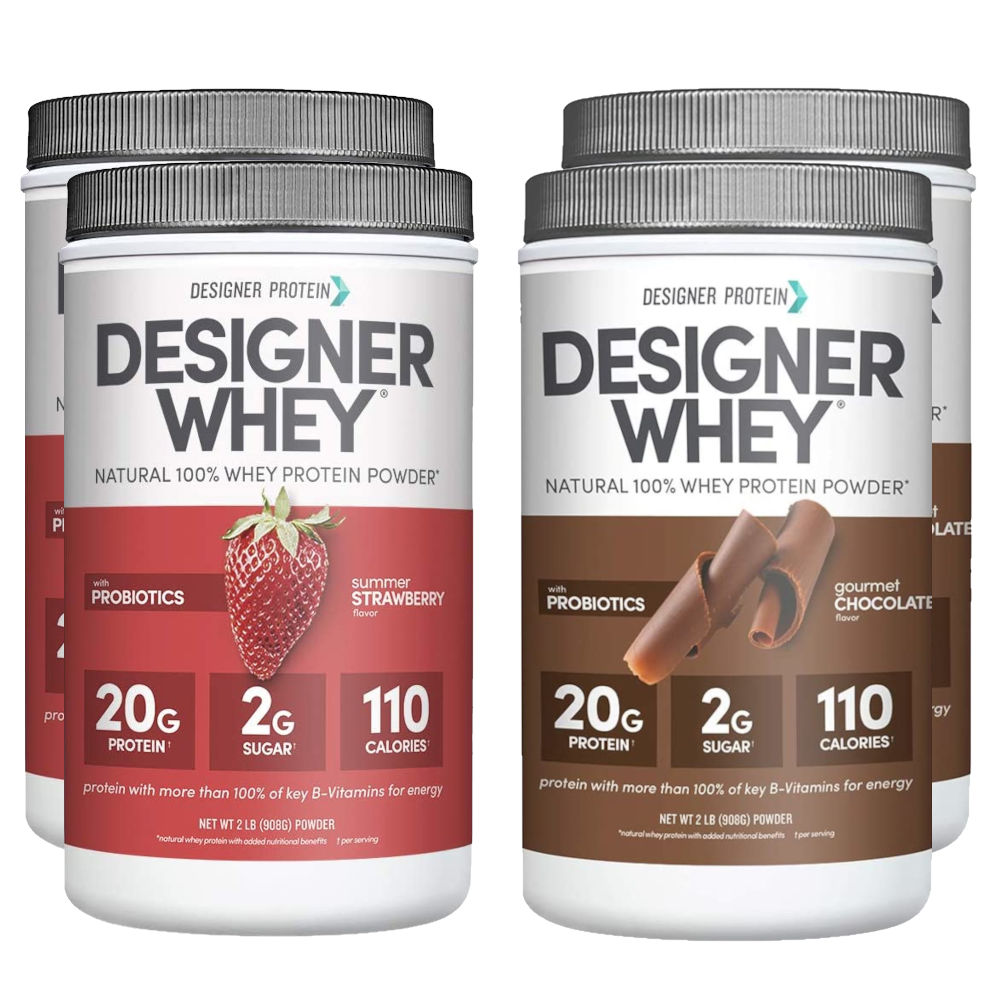 DESIGNER PROTEIN
DESIGNER
WHEY®
NATURAL 100% WHEY PROTEIN POWDER*
with
PROBIOTICS
summer
STRAWBERRY
flavor
20G
PROTEIN†
2G
SUGAR†
110
CALORIES†
protein with more than 100% of key B-Vitamins for energy
NET WT 2 LB (908G) POWDER
*natural whey protein with added nutritional benefits † per serving
DESIGNER PROTEIN
DESIGNER
WHEY®
NATURAL 100% WHEY PROTEIN POWDER*
with
PROBIOTICS
gourmet
CHOCOLATE
flavor
20G
PROTEIN†
2G
SUGAR†
110
CALORIES†
protein with more than 100% of key B-Vitamins for energy
NET WT 2 LB (908G) POWDER
*natural whey protein with added nutritional benefits † per serving